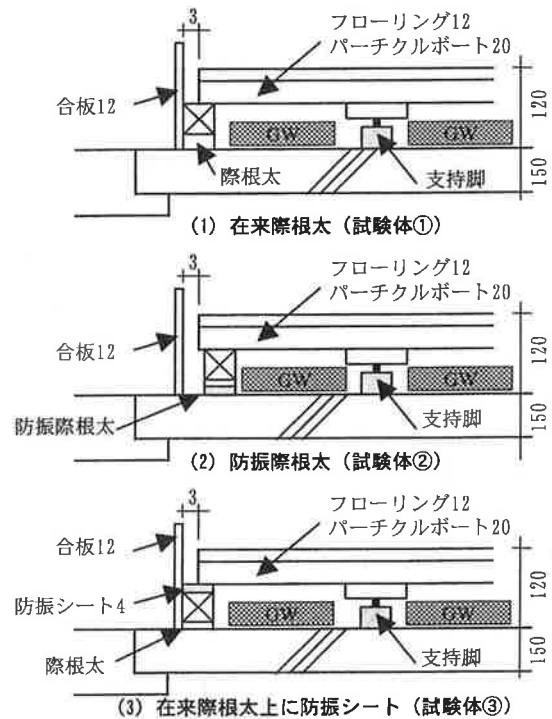 3
フローリング12
パーチクルボート20
合板12
GW
GW
際根太
支持脚
120
150
(1) 在来際根太（試験体①）
3
フローリング12
パーチクルボート20
合板12
GW
GW
防振際根太
支持脚
120
150
(2) 防振際根太（試験体②）
3
フローリング12
パーチクルボート20
合板12
防振シート4
GW
GW
際根太
支持脚
120
150
(3) 在来際根太上に防振シート（試験体③）